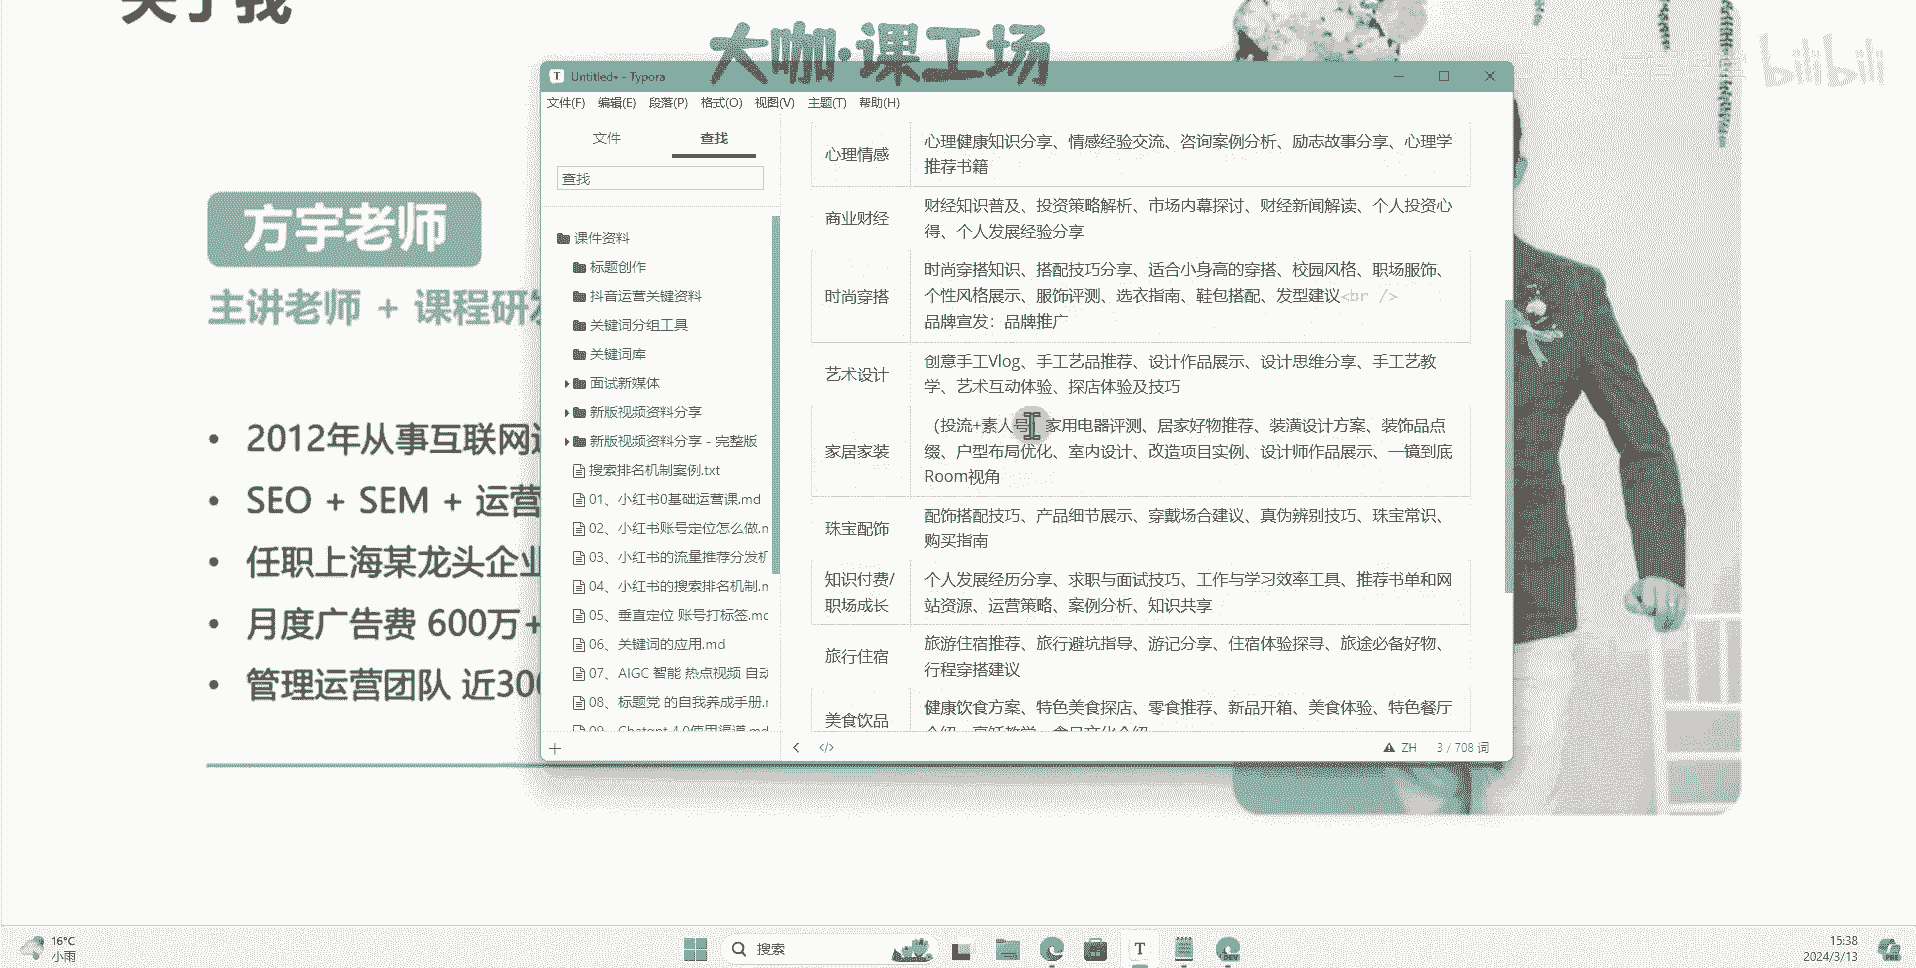 关于我
大咖·课工场
bilibili
方宇老师
主讲老师 + 课程研发
• 2012年从事互联网
• SEO + SEM + 运营
• 任职上海某龙头企业
• 月度广告费 600万+
• 管理运营团队 近300
Untitled• - Typora
文件(F) 编辑(E) 段落(P) 格式(O) 视图(V) 主题(T) 帮助(H)
文件 查找
查找
课件资料
标题创作
抖音运营关键资料
关键词分组工具
关键词库
面试新媒体
新版视频资料分享
新版视频资料分享 - 完整版
搜索排名机制案例.txt
01、小红书0基础运营课.md
02、小红书账号定位怎么做.m
03、小红书的流量推荐分发机
04、小红书的搜索排名机制.m
05、垂直定位 账号打标签.mc
06、关键词的应用.md
07、AIGC 智能 热点视频 自动
08、标题党 的自我养成手册.m
09、Chatgpt 4.0使用渠道.md
心理情感
心理健康知识分享、情感经验交流、咨询案例分析、励志故事分享、心理学
推荐书籍
商业财经
财经知识普及、投资策略解析、市场内幕探讨、财经新闻解读、个人投资心
得、个人发展经验分享
时尚穿搭
时尚穿搭知识、搭配技巧分享、适合小身高的穿搭、校园风格、职场服饰、
个性风格展示、服饰评测、选衣指南、鞋包搭配、发型建议<br />
品牌宣发：品牌推广
艺术设计
创意手工Vlog、手工艺品推荐、设计作品展示、设计思维分享、手工艺教
学、艺术互动体验、探店体验及技巧
家居家装
（投流+素人号 家用电器评测、居家好物推荐、装潢设计方案、装饰品点
缀、户型布局优化、室内设计、改造项目实例、设计师作品展示、一镜到底
Room视角
珠宝配饰
配饰搭配技巧、产品细节展示、穿戴场合建议、真伪辨别技巧、珠宝常识、
购买指南
知识付费/
职场成长
个人发展经历分享、求职与面试技巧、工作与学习效率工具、推荐书单和网
站资源、运营策略、案例分析、知识共享
旅行住宿
旅游住宿推荐、旅行避坑指导、游记分享、住宿体验探寻、旅途必备好物、
行程穿搭建议
美食饮品
健康饮食方案、特色美食探店、零食推荐、新品开箱、美食体验、特色餐厅
ZH 3 / 708 词
16°C
小雨
搜索
T
DEV
15:38
2024/3/13
PRE